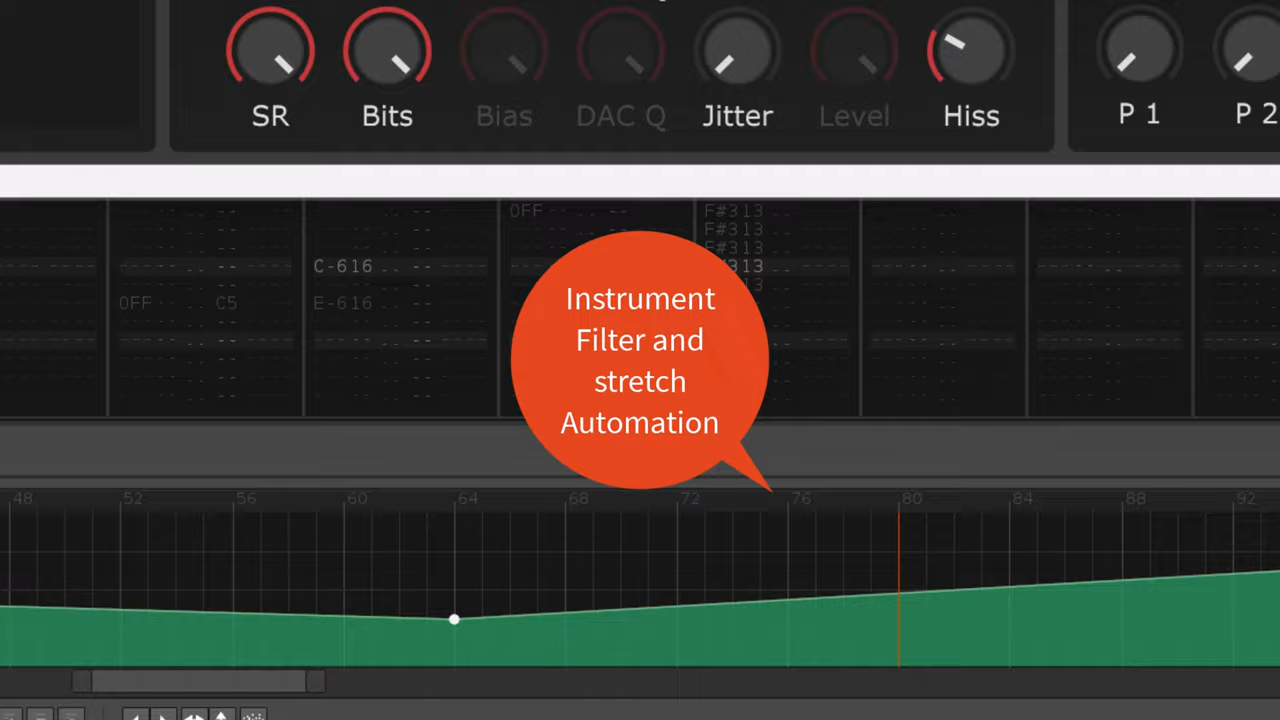 SR Bits Bias DAC Q Jitter Level Hiss P 1 P 2
OFF F#313
F#313
F#313
C-616 313
OFF C5 E-616
Instrument
Filter and
stretch
Automation
48 52 56 60 64 68 72 76 80 84 88 92